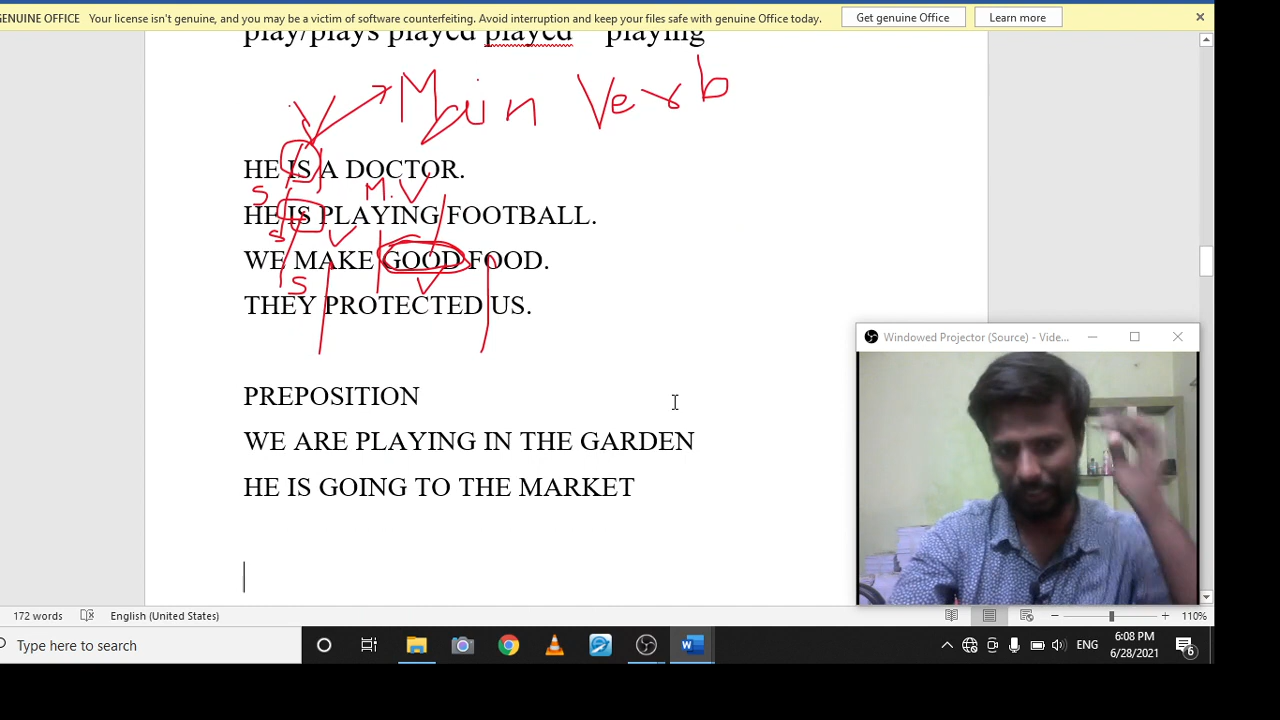 GENUINE OFFICE Your license isn't genuine, and you may be a victim of software counterfeiting. Avoid interruption and keep your files safe with genuine Office today. Get genuine Office Learn more
play/plays played played playing
V Main Verb
HE IS A DOCTOR.
S M.V
HE IS PLAYING FOOTBALL.
S V
WE MAKE GOOD FOOD.
S V
THEY PROTECTED US.
Windowed Projector (Source) - Vide...
PREPOSITION
WE ARE PLAYING IN THE GARDEN
HE IS GOING TO THE MARKET
172 words English (United States) 110%
Type here to search ENG 6:08 PM
6/28/2021 6